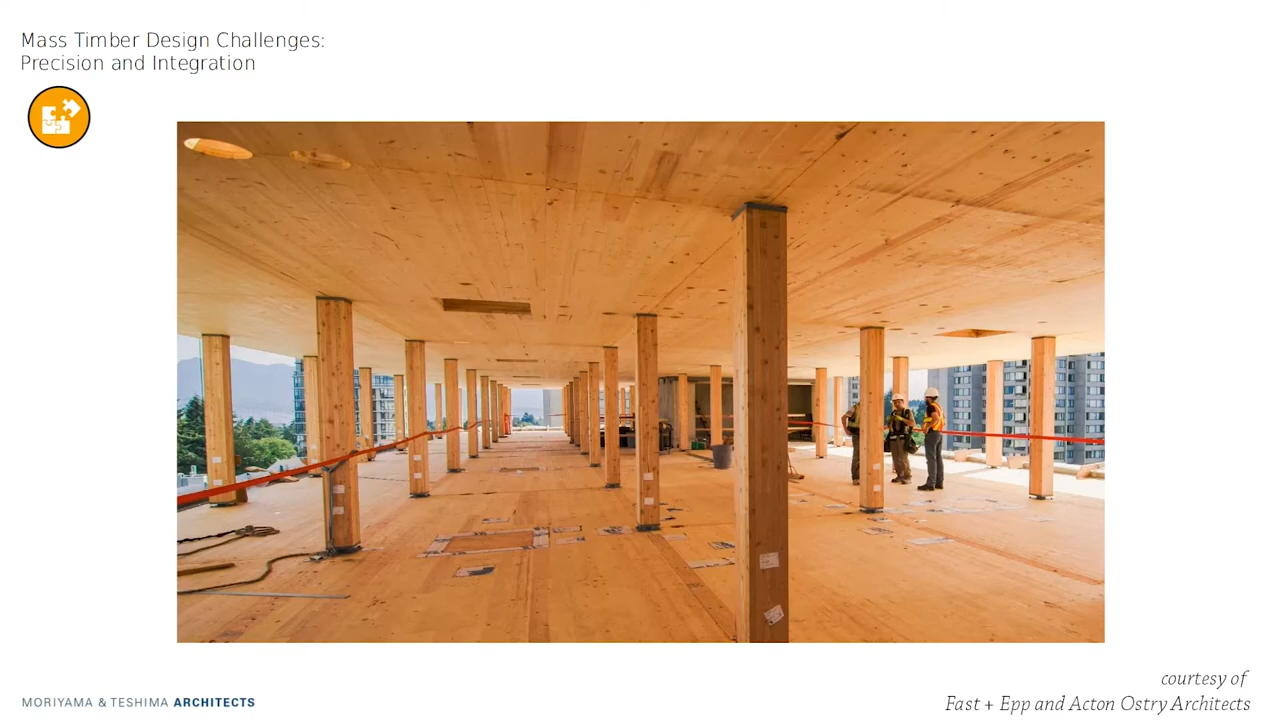 Mass Timber Design Challenges:
Precision and Integration
MORIYAMA & TESHIMA ARCHITECTS
courtesy of
Fast + Epp and Acton Ostry Architects